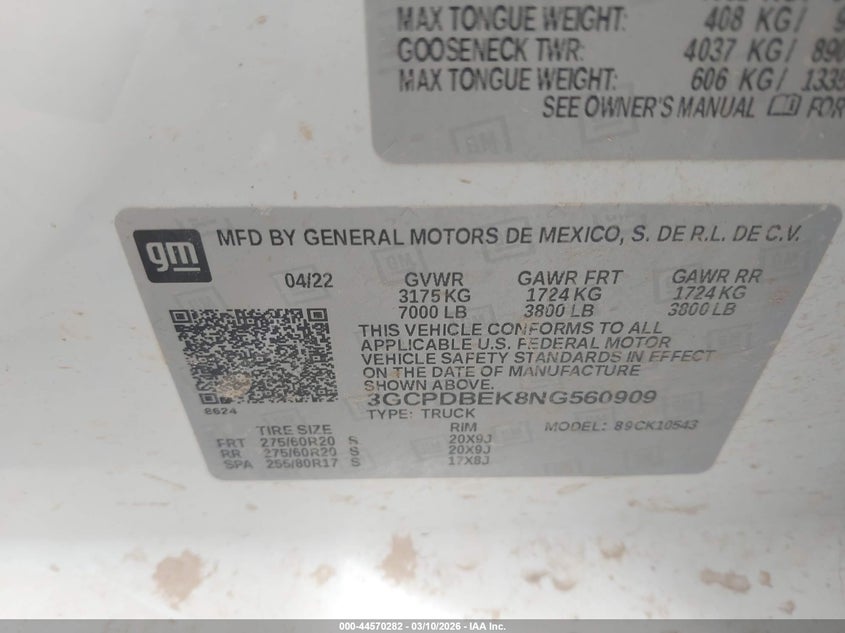 MAX TONGUE WEIGHT: 408 KG/
GOOSENECK TWR: 4037 KG/ 890
MAX TONGUE WEIGHT: 606 KG/ 1335
SEE OWNER'S MANUAL FOR
gm
MFD BY GENERAL MOTORS DE MEXICO, S. DE R.L. DE C.V.
04/22 GVWR GAWR FRT GAWR RR
3175 KG 1724 KG 1724 KG
7000 LB 3800 LB 3800 LB
THIS VEHICLE CONFORMS TO ALL
APPLICABLE U.S. FEDERAL MOTOR
VEHICLE SAFETY STANDARDS IN EFFECT
ON THE DATE OF MANUFACTURE
SHOWN ABOVE.
3GCPDBEK8NG560909
8624
TYPE: TRUCK MODEL: 89CK10543
TIRE SIZE RIM
FRT 275/60R20 S 20X9J
RR 275/60R20 S 20X9J
SPA 255/80R17 S 17X8J
000-44570282 - 03/10/2026 - IAA Inc.